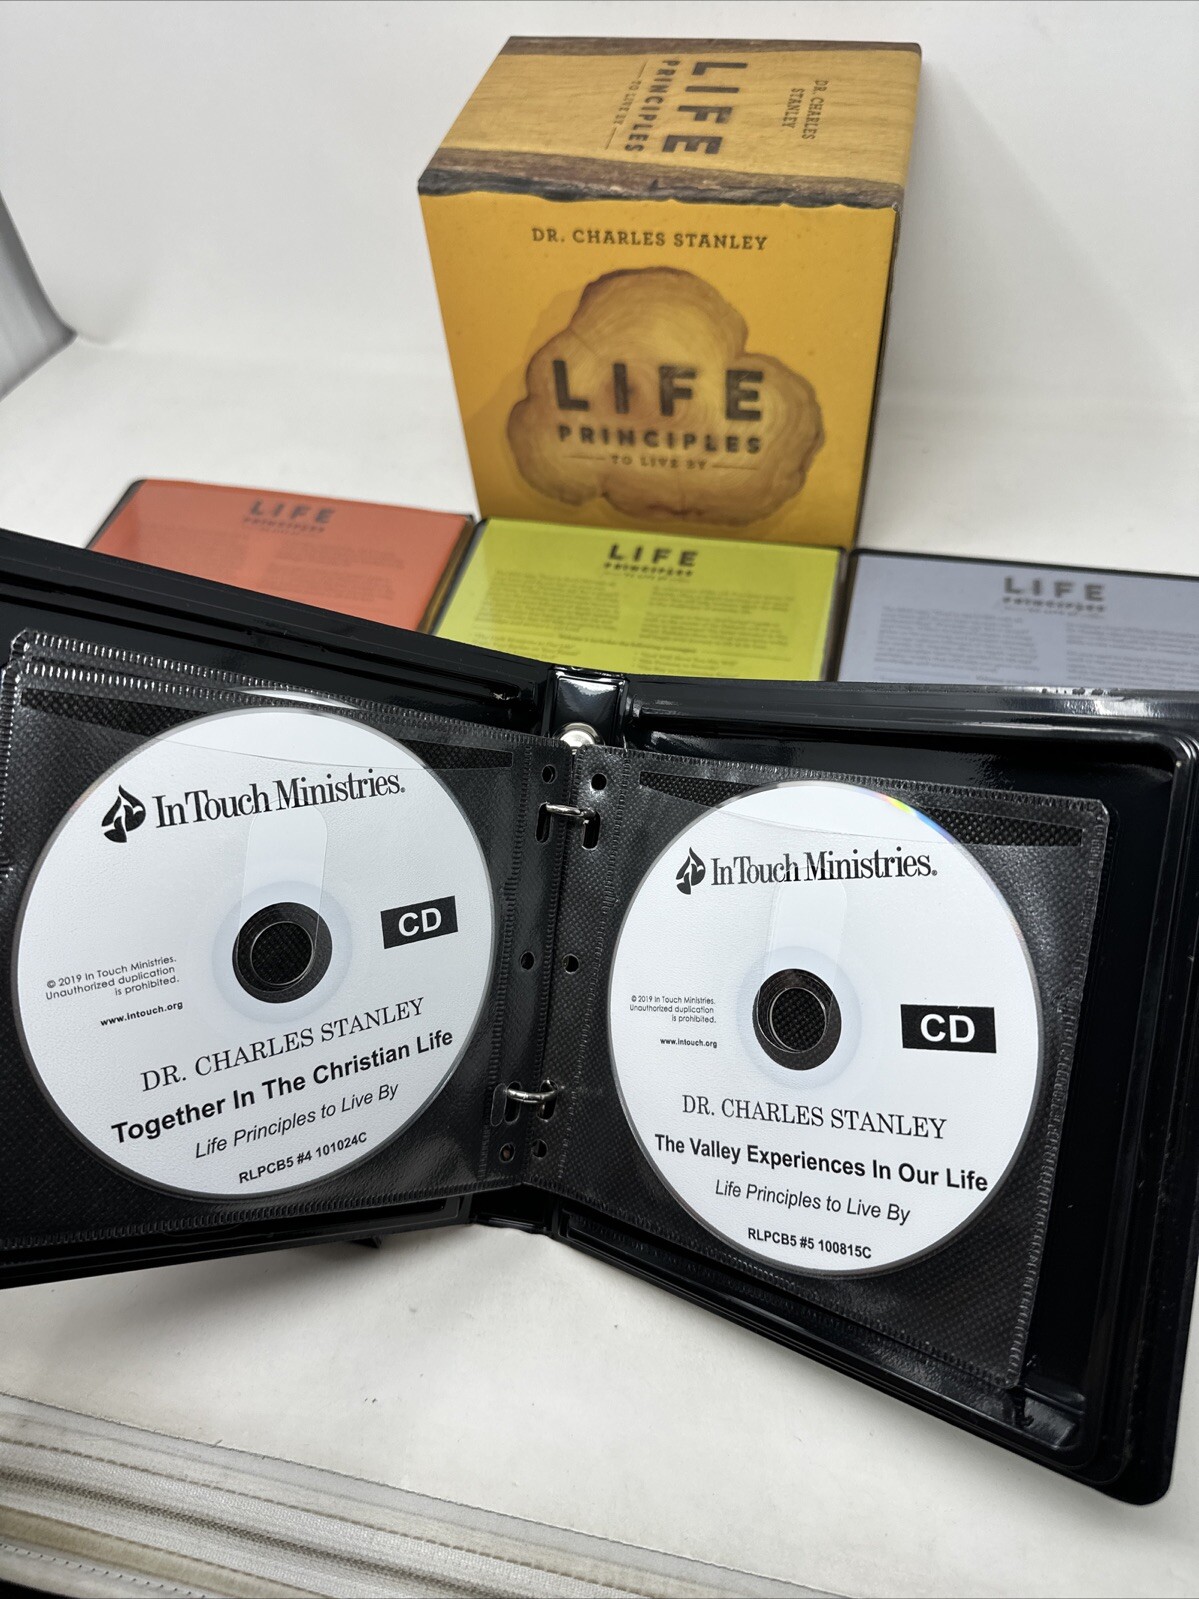 DR. CHARLES
STANLEY
LIFE
PRINCIPLES
TO LIVE BY
DR. CHARLES STANLEY
LIFE
PRINCIPLES
TO LIVE BY
LIFE
PRINCIPLES
LIFE
PRINCIPLES
LIFE
PRINCIPLES
In Touch Ministries.
CD
© 2019 In Touch Ministries.
Unauthorized duplication
is prohibited.
www.intouch.org
DR. CHARLES STANLEY
Together In The Christian Life
Life Principles to Live By
RLPCB5 #4 101024C
In Touch Ministries.
CD
© 2019 In Touch Ministries.
Unauthorized duplication
is prohibited.
www.intouch.org
DR. CHARLES STANLEY
The Valley Experiences In Our Life
Life Principles to Live By
RLPCB5 #5 100815C